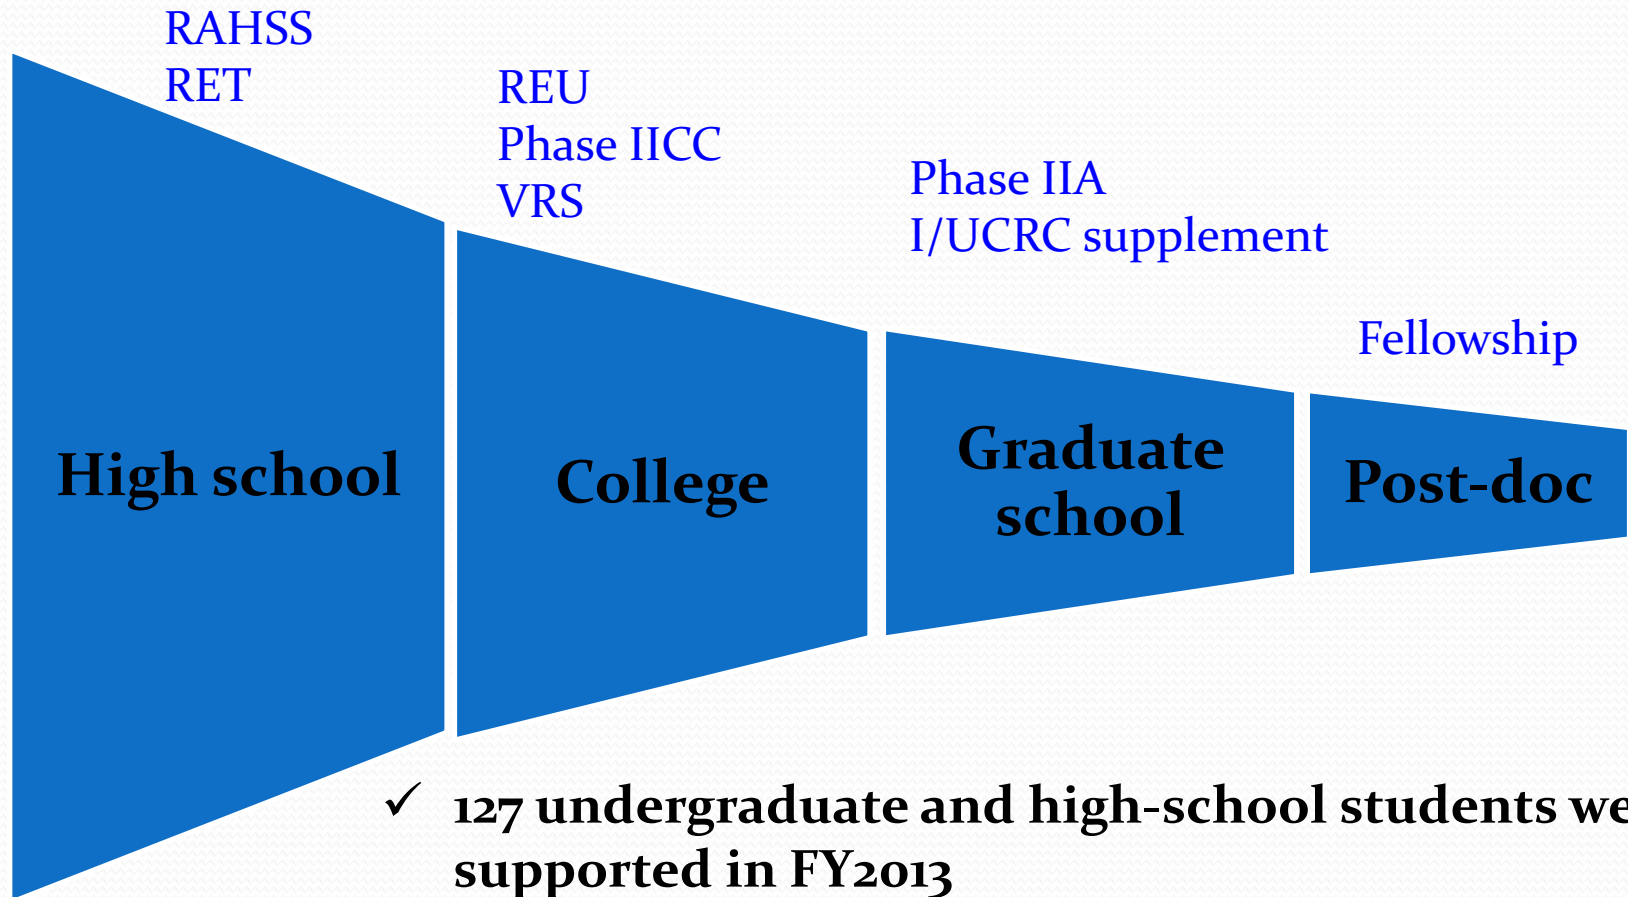 RAHSS
RET
REU
Phase IICC
VRS
Phase IIA
I/UCRC supplement
Fellowship
High school
College
Graduate
school
Post-doc
✓ 127 undergraduate and high-school students
supported in FY2013